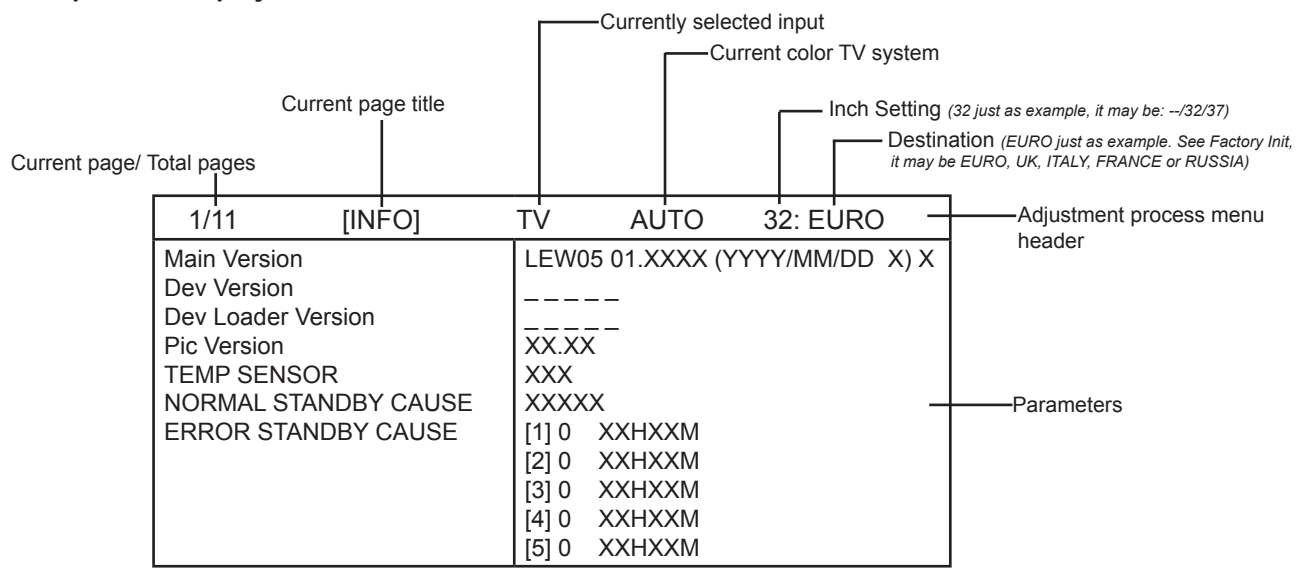 Currently selected input
Current color TV system
Current page title
Inch Setting (32 just as example, it may be: --/32/37)
Destination (EURO just as example. See Factory Init,
it may be EURO, UK, ITALY, FRANCE or RUSSIA)
Current page/ Total pages
1/11 [INFO] TV AUTO 32: EURO
Adjustment process menu
header
Main Version LEW05 01.XXXX (YYYY/MM/DD X) X
Dev Version _ _ _ _ _
Dev Loader Version _ _ _ _ _
Pic Version XX.XX
TEMP SENSOR XXX
NORMAL STANDBY CAUSE XXXXX
Parameters
ERROR STANDBY CAUSE [1] 0 XXHXXM
[2] 0 XXHXXM
[3] 0 XXHXXM
[4] 0 XXHXXM
[5] 0 XXHXXM